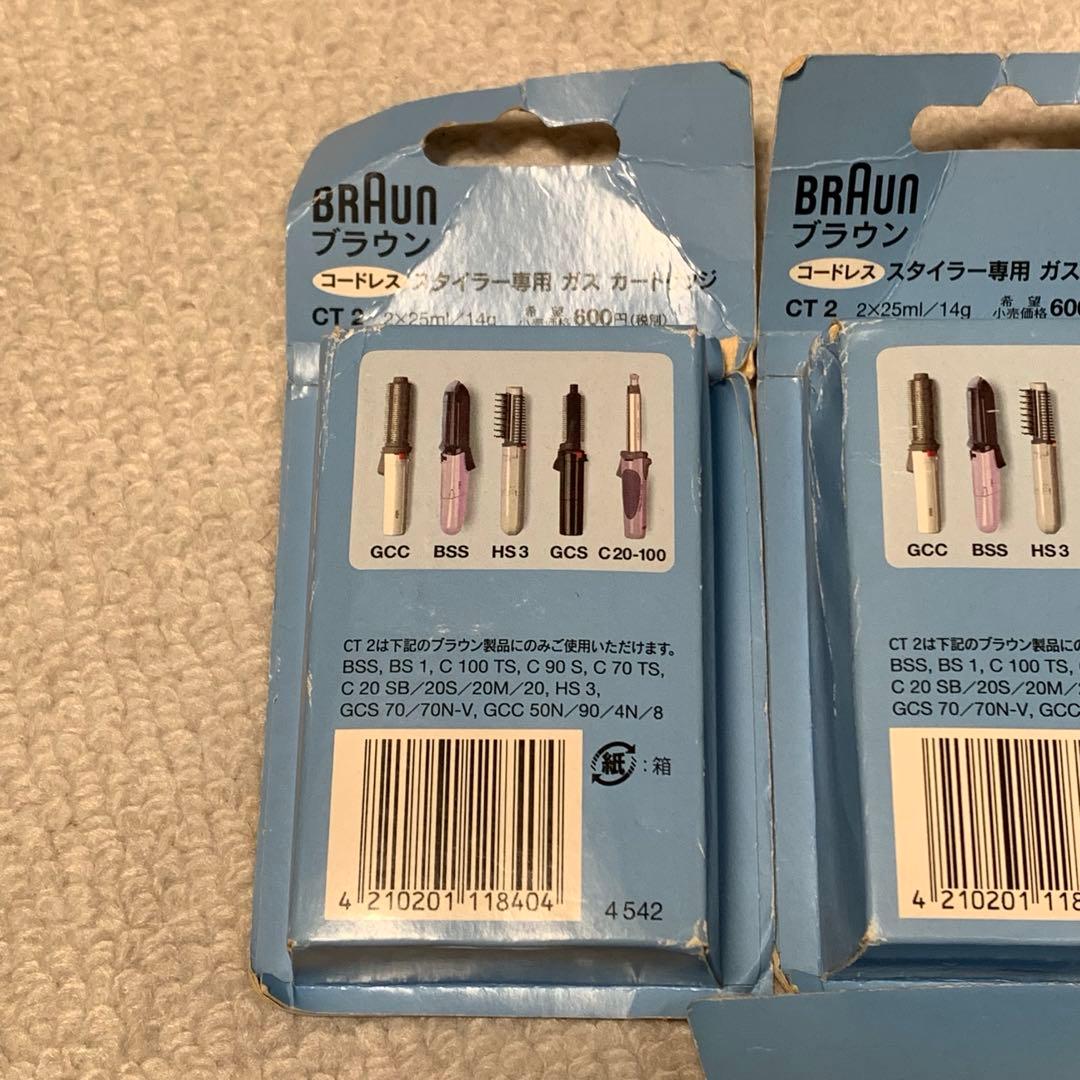 BRAUN
ブラウン
コードレス スタイラー専用 ガス カートリッジ
CT 2 2×25ml/14g 希望小売価格 600円(税別)
GCC BSS HS 3 GCS C 20-100
CT 2は下記のブラウン製品にのみご使用いただけます。
BSS, BS 1, C 100 TS, C 90 S, C 70 TS,
C 20 SB/20S/20M/20, HS 3,
GCS 70/70N-V, GCC 50N/90/4N/8
紙:箱
4 210201 118404
4 542
BRAUN
ブラウン
コードレス スタイラー専用 ガス
CT 2 2×25ml/14g 希望小売価格 600
GCC BSS HS 3
CT 2は下記のブラウン製品に
BSS, BS 1, C 100 TS,
C 20 SB/20S/20M/
GCS 70/70N-V, GCC
4 210201 118